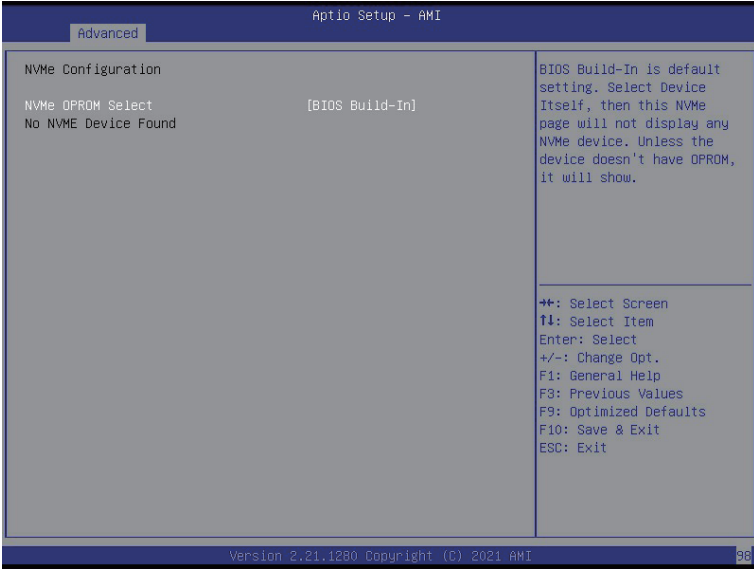 Aptio Setup – AMI
Advanced
NVMe Configuration
NVMe OPROM Select [BIOS Build-In]
No NVME Device Found
BIOS Build-In is default
setting. Select Device
Itself, then this NVMe
page will not display any
NVMe device. Unless the
device doesn't have OPROM,
it will show.
→←: Select Screen
↑↓: Select Item
Enter: Select
+/-: Change Opt.
F1: General Help
F3: Previous Values
F9: Optimized Defaults
F10: Save & Exit
ESC: Exit
Version 2.21.1280 Copyright (C) 2021 AMI
98